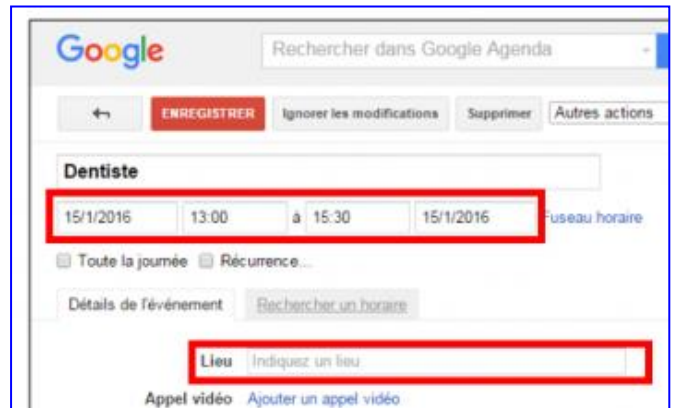 Google Rechercher dans Google Agenda
ENREGISTRER Ignorer les modifications Supprimer Autres actions
Dentiste
15/1/2016 13:00 à 15:30 15/1/2016 Fuseau horaire
Toute la journée Récurrence...
Détails de l'événement Rechercher un horaire
Lieu Indiquez un lieu
Appel vidéo Ajouter un appel vidéo